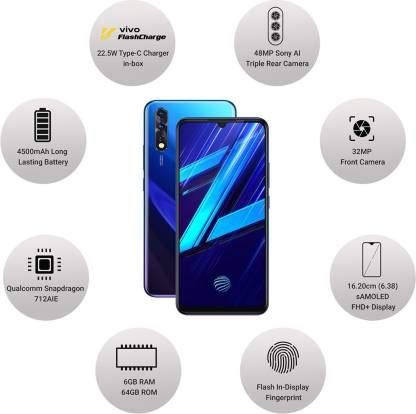 vivo
FlashCharge
22.5W Type-C Charger
in-box
48MP Sony AI
Triple Rear Camera
4500mAh Long
Lasting Battery
32MP
Front Camera
Qualcomm Snapdragon
712AIE
16.20cm (6.38)
sAMOLED
FHD+ Display
6GB RAM
64GB ROM
Flash In-Display
Fingerprint